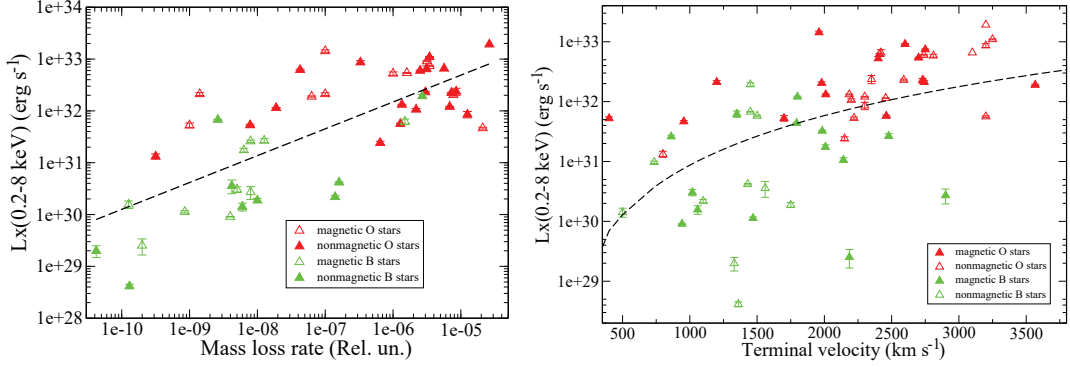 Lx(0.2-8 keV) (erg s-1)
1e+34
1e+33
1e+32
1e+31
1e+30
1e+29
1e+28
magnetic O stars
nonmagnetic O stars
magnetic B stars
nonmagnetic B stars
1e-10 1e-09 1e-08 1e-07 1e-06 1e-05
Mass loss rate (Rel. un.)
Lx(0.2-8 keV) (erg s-1)
1e+33
1e+32
1e+31
1e+30
1e+29
magnetic O stars
nonmagnetic O stars
magnetic B stars
nonmagnetic B stars
500 1000 1500 2000 2500 3000 3500
Terminal velocity (km s-1)